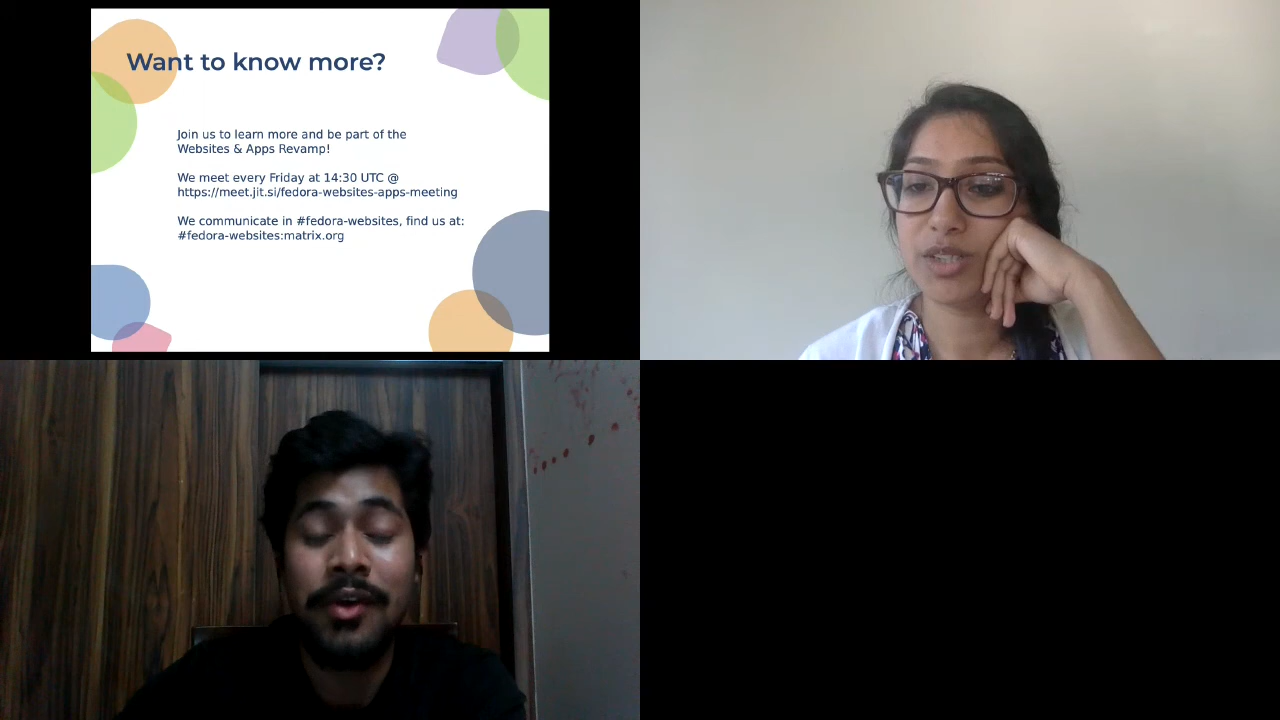 Want to know more?
Join us to learn more and be part of the
Websites & Apps Revamp!
We meet every Friday at 14:30 UTC @
https://meet.jit.si/fedora-websites-apps-meeting
We communicate in #fedora-websites, find us at:
#fedora-websites:matrix.org